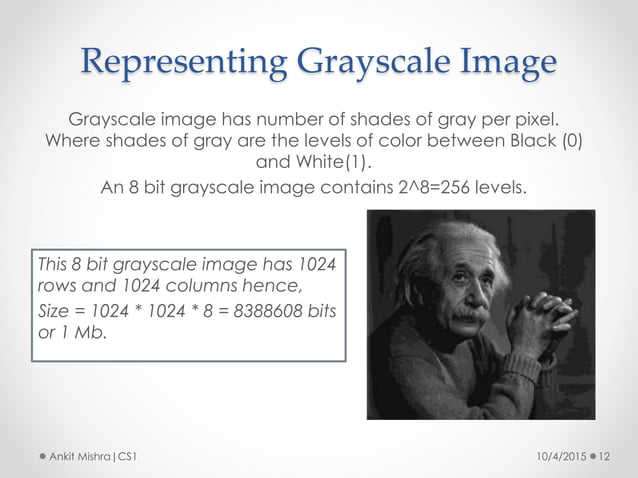 Representing Grayscale Image
Grayscale image has number of shades of gray per pixel.
Where shades of gray are the levels of color between Black (0)
and White(1).
An 8 bit grayscale image contains 2^8=256 levels.
This 8 bit grayscale image has 1024
rows and 1024 columns hence,
Size = 1024 * 1024 * 8 = 8388608 bits
or 1 Mb.
Ankit Mishra|CS1
10/4/2015
12